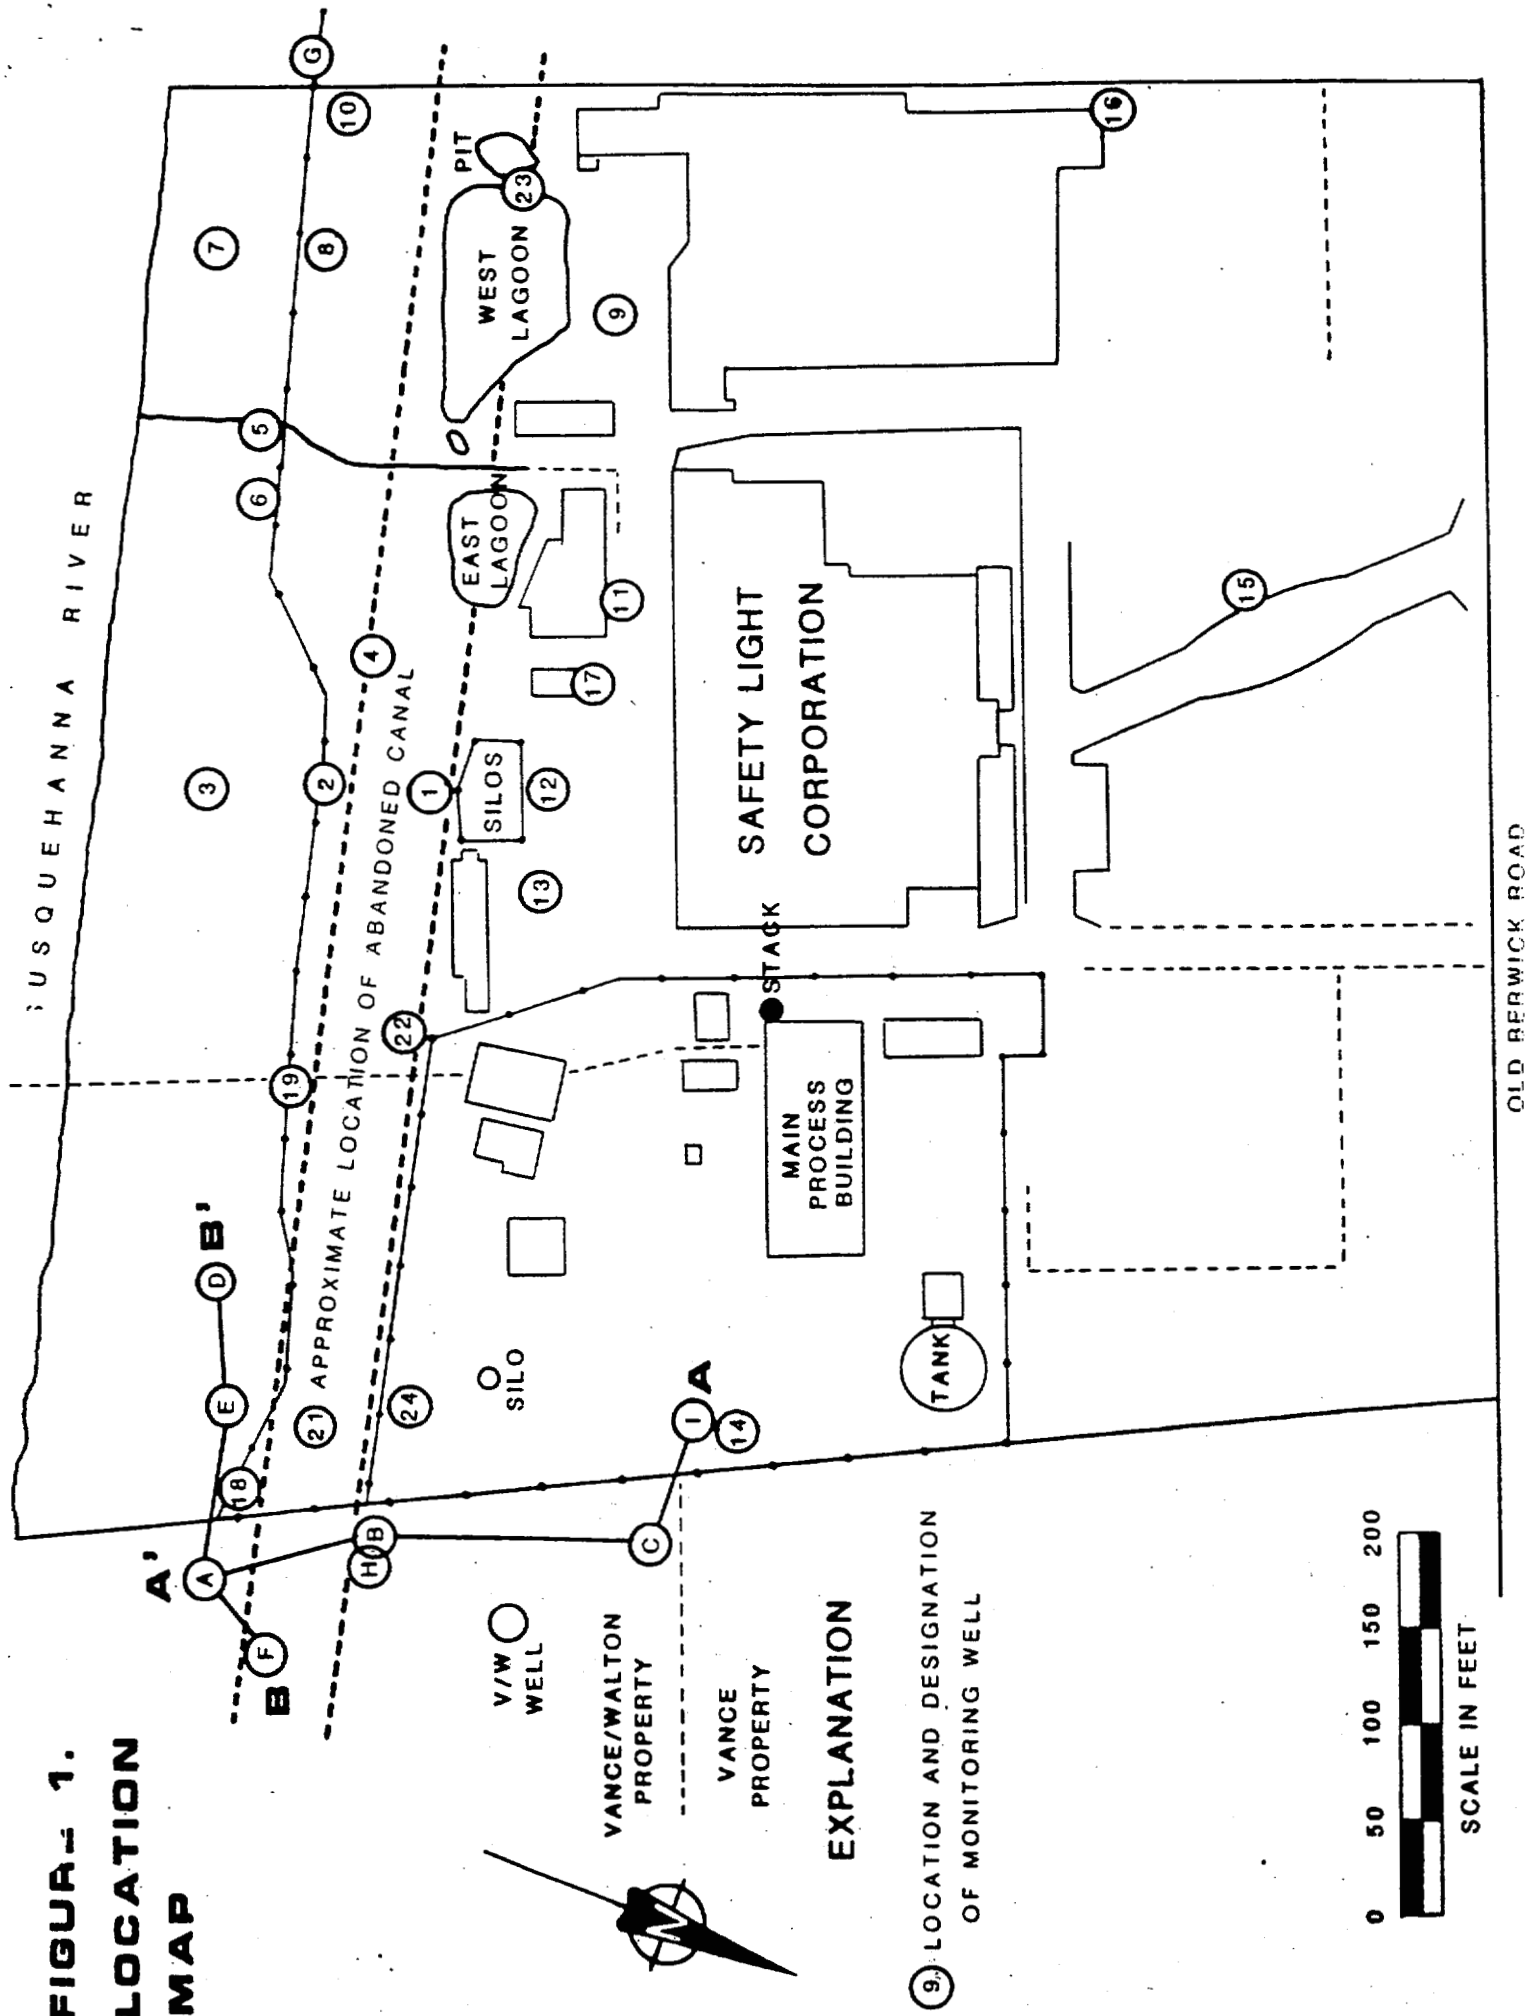 FIGUR_ 1.
LOCATION
MAP
SUSQUEHANNA RIVER
A'
B
B'
A
A
B
C
D
E
F
G
H
I
1
2
3
4
5
6
7
8
9
10
11
12
13
14
15
16
17
18
19
21
22
23
24
APPROXIMATE LOCATION OF ABANDONED CANAL
PIT
WEST
LAGOON
EAST
LAGOON
SILOS
SILO
SAFETY LIGHT
CORPORATION
STACK
MAIN
PROCESS
BUILDING
TANK
V/W
WELL
VANCE/WALTON
PROPERTY
VANCE
PROPERTY
N
EXPLANATION
9 LOCATION AND DESIGNATION
OF MONITORING WELL
0 50 100 150 200
SCALE IN FEET
OLD BERWICK ROAD